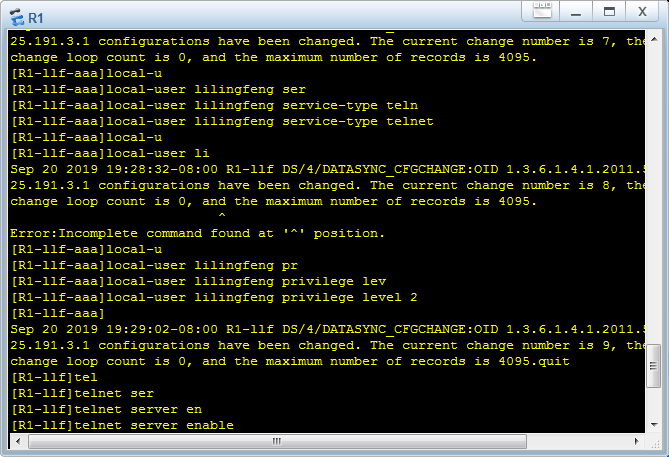 R1
25.191.3.1 configurations have been changed. The current change number is 7, the
change loop count is 0, and the maximum number of records is 4095.
[R1-llf-aaa]local-u
[R1-llf-aaa]local-user lilingfeng ser
[R1-llf-aaa]local-user lilingfeng service-type teln
[R1-llf-aaa]local-user lilingfeng service-type telnet
[R1-llf-aaa]local-u
[R1-llf-aaa]local-user li
Sep 20 2019 19:28:32-08:00 R1-llf DS/4/DATASYNC_CFGCHANGE:OID 1.3.6.1.4.1.2011.5
25.191.3.1 configurations have been changed. The current change number is 8, the
change loop count is 0, and the maximum number of records is 4095.
^
Error:Incomplete command found at '^' position.
[R1-llf-aaa]local-u
[R1-llf-aaa]local-user lilingfeng pr
[R1-llf-aaa]local-user lilingfeng privilege lev
[R1-llf-aaa]local-user lilingfeng privilege level 2
[R1-llf-aaa]
Sep 20 2019 19:29:02-08:00 R1-llf DS/4/DATASYNC_CFGCHANGE:OID 1.3.6.1.4.1.2011.5
25.191.3.1 configurations have been changed. The current change number is 9, the
change loop count is 0, and the maximum number of records is 4095.quit
[R1-llf]tel
[R1-llf]telnet ser
[R1-llf]telnet server en
[R1-llf]telnet server enable